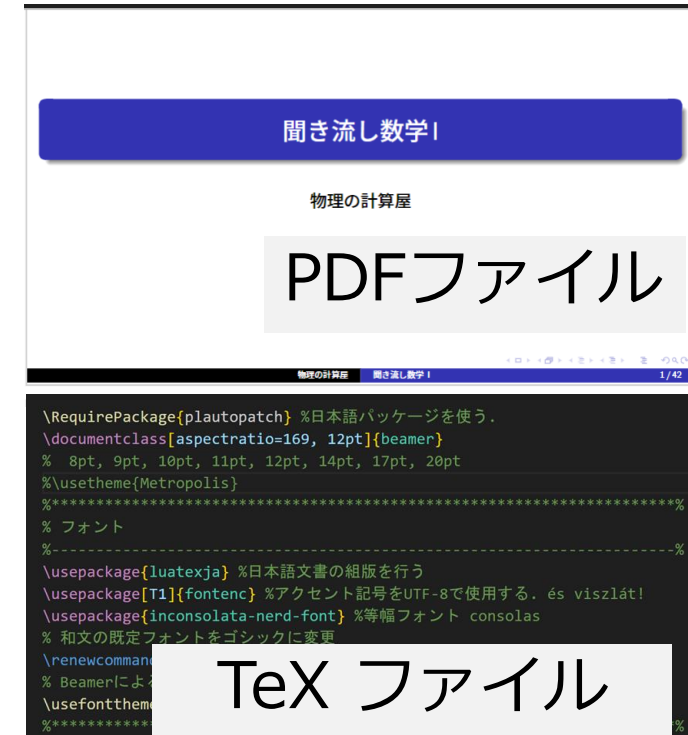 聞き流し数学I
物理の計算屋
PDFファイル
物理の計算屋 聞き流し数学 I 1/42
\RequirePackage{plautopatch} %日本語パッケージを使う.
\documentclass[aspectratio=169, 12pt]{beamer}
% 8pt, 9pt, 10pt, 11pt, 12pt, 14pt, 17pt, 20pt
%\usetheme{Metropolis}
%**********************************************************************%
% フォント
%----------------------------------------------------------------------%
\usepackage{luatexja} %日本語文書の組版を行う
\usepackage[T1]{fontenc} %アクセント記号をUTF-8で使用する. és viszlát!
\usepackage{inconsolata-nerd-font} %等幅フォント consolas
% 和文の既定フォントをゴシックに変更
\renewcomman
% Beamerによ
\usefonttheme
%***********
TeX ファイル